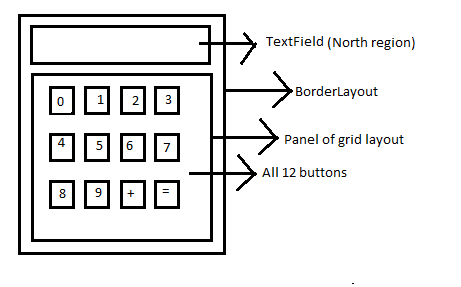 TextField (North region)
BorderLayout
0 1 2 3
Panel of grid layout
4 5 6 7
All 12 buttons
8 9 + =